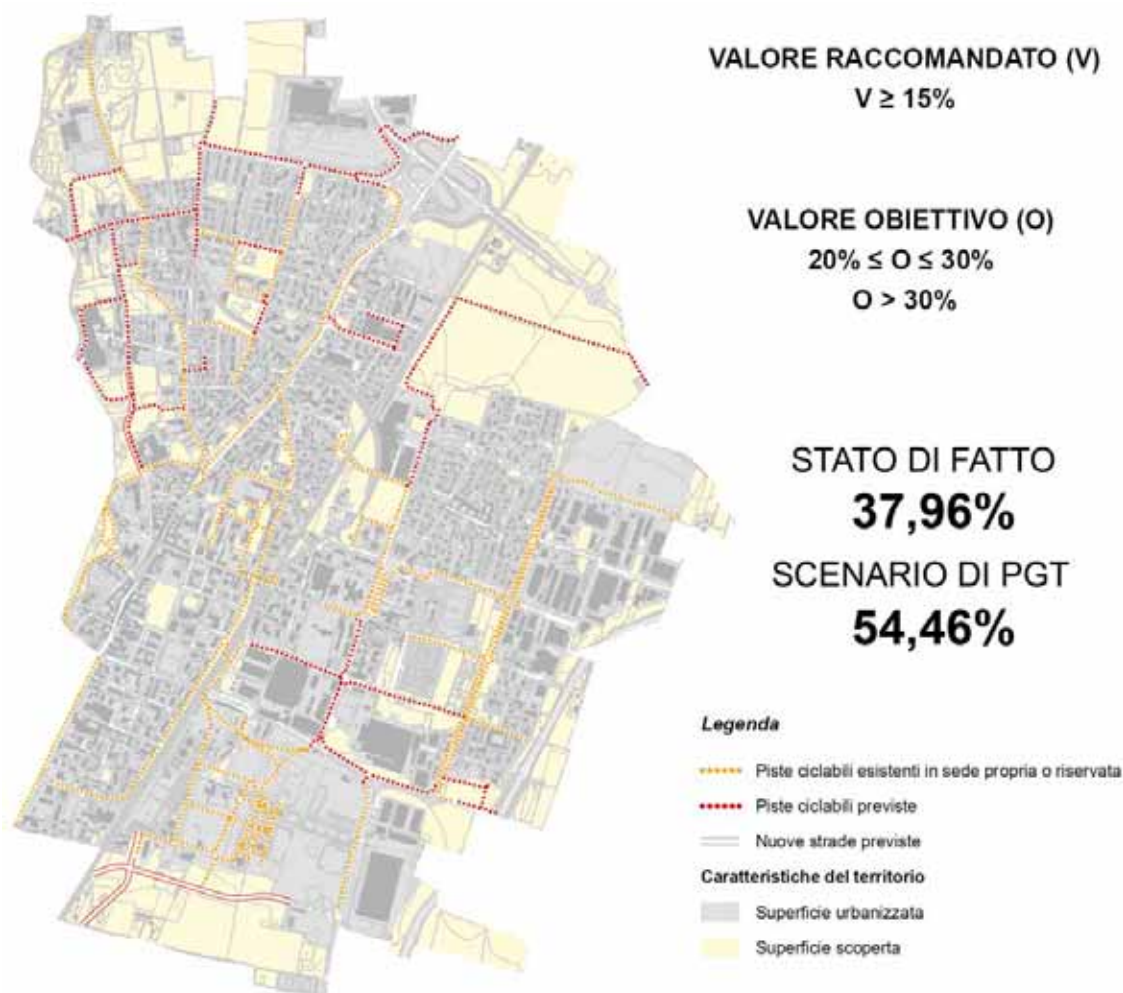 VALORE RACCOMANDATO (V)
V ≥ 15%
VALORE OBIETTIVO (O)
20% ≤ O ≤ 30%
O > 30%
STATO DI FATTO
37,96%
SCENARIO DI PGT
54,46%
Legenda
Piste ciclabili esistenti in sede propria o riservata
Piste ciclabili previste
Nuove strade previste
Caratteristiche del territorio
Superficie urbanizzata
Superficie scoperta